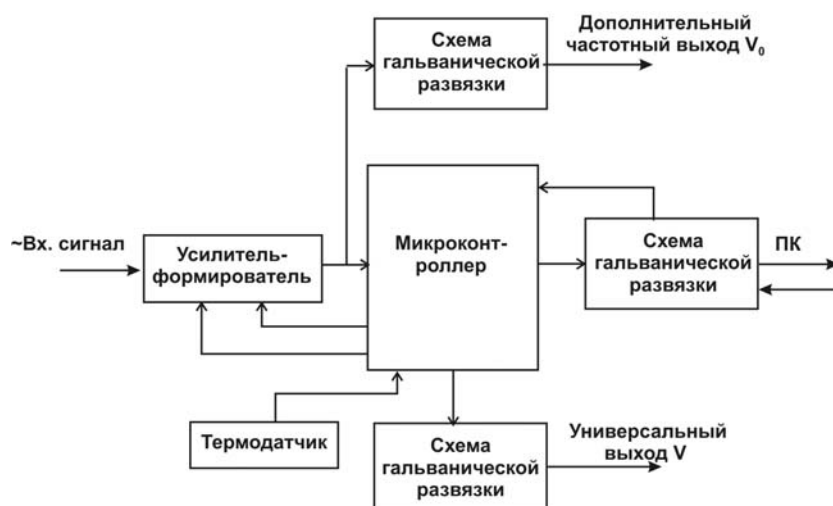 Схема
гальванической
развязки
Дополнительный
частотный выход V₀
~Вх. сигнал
Усилитель-
формирователь
Микроконт-
роллер
Схема
гальванической
развязки
ПК
Термодатчик
Схема
гальванической
развязки
Универсальный
выход V